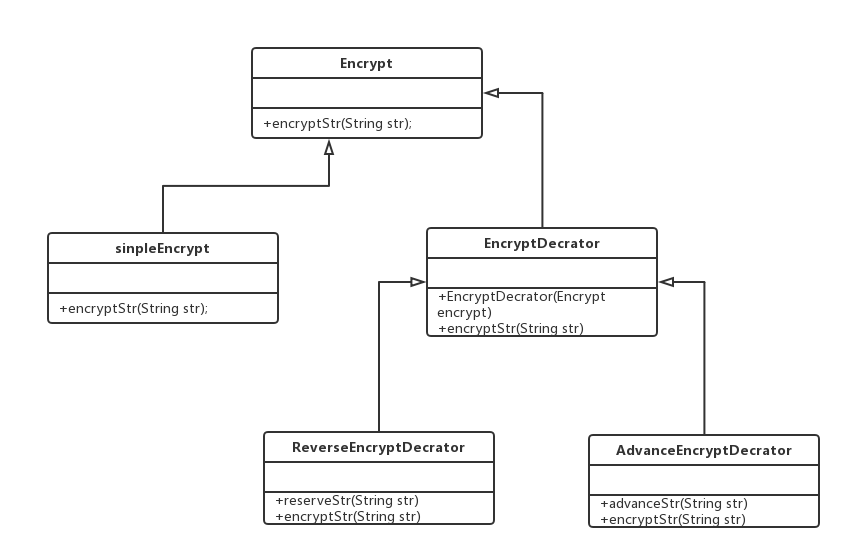 Encrypt
+encryptStr(String str);
sinpleEncrypt
+encryptStr(String str);
EncryptDecrator
+EncryptDecrator(Encrypt
encrypt)
+encryptStr(String str)
ReverseEncryptDecrator
+reserveStr(String str)
+encryptStr(String str)
AdvanceEncryptDecrator
+advanceStr(String str)
+encryptStr(String str)